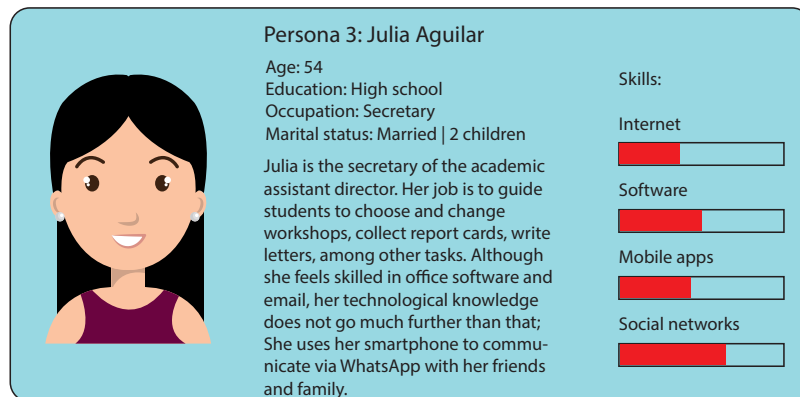 Persona 3: Julia Aguilar
Age: 54
Education: High school
Occupation: Secretary
Marital status: Married | 2 children
Julia is the secretary of the academic
assistant director. Her job is to guide
students to choose and change
workshops, collect report cards, write
letters, among other tasks. Although
she feels skilled in office software and
email, her technological knowledge
does not go much further than that;
She uses her smartphone to commu-
nicate via WhatsApp with her friends
and family.
Skills:
Internet
Software
Mobile apps
Social networks